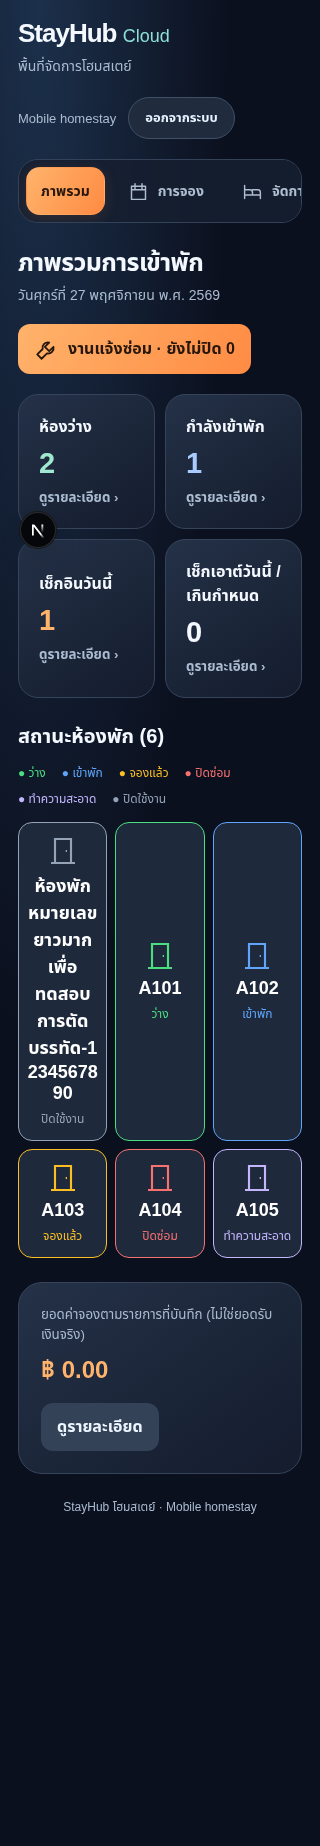 StayHub Cloud
พื้นที่จัดการโฮมสเตย์
Mobile homestay ออกจากระบบ
ภาพรวม การจอง
ภาพรวมการเข้าพัก
วันศุกร์ที่ 27 พฤศจิกายน พ.ศ. 2569
งานแจ้งซ่อม · ยังไม่ปิด 0
ห้องว่าง
2
ดูรายละเอียด ›
กำลังเข้าพัก
1
ดูรายละเอียด ›
N
เช็กอินวันนี้
1
ดูรายละเอียด ›
เช็กเอาต์วันนี้ /
เกินกำหนด
0
ดูรายละเอียด ›
สถานะห้องพัก (6)
● ว่าง ● เข้าพัก ● จองแล้ว ● ปิดซ่อม
● ทำความสะอาด ● ปิดใช้งาน
ห้องพัก
หมายเลข
ยาวมาก
เพื่อ
ทดสอบ
การตัด
บรรทัด-1
2345678
90
ปิดใช้งาน
A101
ว่าง
A102
เข้าพัก
A103
จองแล้ว
A104
ปิดซ่อม
A105
ทำความสะอาด
ยอดค่าจองตามรายการที่บันทึก (ไม่ใช่ยอดรับ
เงินจริง)
฿ 0.00
ดูรายละเอียด
StayHub โฮมสเตย์ · Mobile homestay